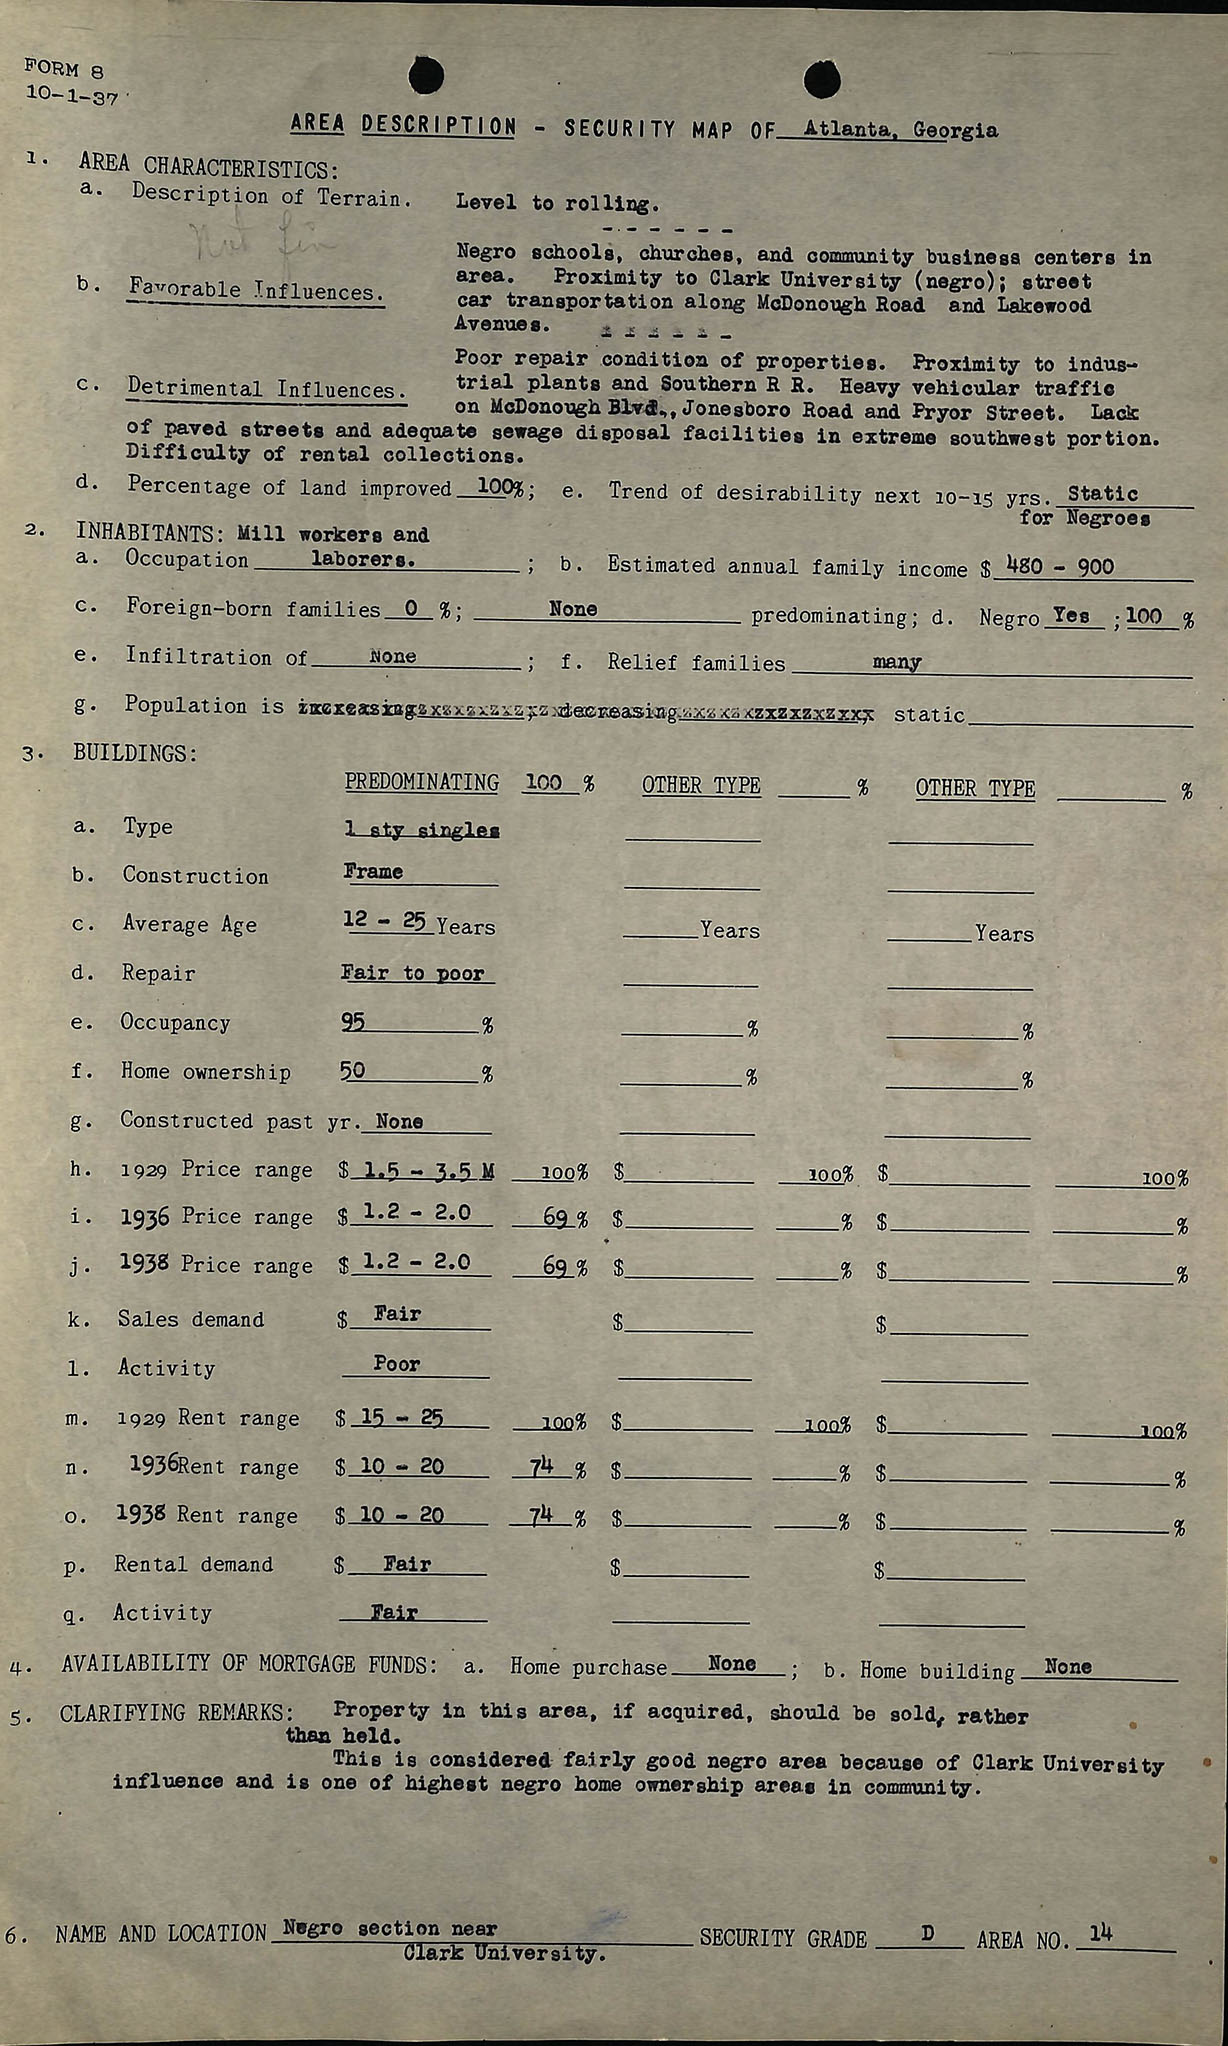 FORM 8
10-1-37
AREA DESCRIPTION - SECURITY MAP OF Atlanta, Georgia
1. AREA CHARACTERISTICS:
a. Description of Terrain. Level to rolling.
Negro schools, churches, and community business centers in
b. Favorable Influences. area. Proximity to Clark University (negro); street
car transportation along McDonough Road and Lakewood
Avenues.
Poor repair condition of properties. Proximity to indus-
c. Detrimental Influences. trial plants and Southern R R. Heavy vehicular traffic
on McDonough Blvd., Jonesboro Road and Pryor Street. Lack
of paved streets and adequate sewage disposal facilities in extreme southwest portion.
Difficulty of rental collections.
d. Percentage of land improved 100%; e. Trend of desirability next 10-15 yrs. Static
for Negroes
2. INHABITANTS: Mill workers and
a. Occupation laborers. ; b. Estimated annual family income $ 480 - 900
c. Foreign-born families 0 %; None predominating; d. Negro Yes ; 100 %
e. Infiltration of None ; f. Relief families many
g. Population is increasing decreasing static
3. BUILDINGS:
PREDOMINATING 100 % OTHER TYPE % OTHER TYPE %
a. Type 1 sty singles
b. Construction Frame
c. Average Age 12 - 25 Years Years Years
d. Repair Fair to poor
e. Occupancy 95 % % %
f. Home ownership 50 % % %
g. Constructed past yr. None
h. 1929 Price range $ 1.5 - 3.5 M 100% $ 100% $ 100%
i. 1936 Price range $ 1.2 - 2.0 69 % $ % $ %
j. 1938 Price range $ 1.2 - 2.0 69 % $ % $ %
k. Sales demand $ Fair $ $
l. Activity Poor
m. 1929 Rent range $ 15 - 25 100% $ 100% $ 100%
n. 1936 Rent range $ 10 - 20 74 % $ % $ %
o. 1938 Rent range $ 10 - 20 74 % $ % $ %
p. Rental demand $ Fair $ $
q. Activity Fair
4. AVAILABILITY OF MORTGAGE FUNDS: a. Home purchase None ; b. Home building None
5. CLARIFYING REMARKS: Property in this area, if acquired, should be sold, rather
than held.
This is considered fairly good negro area because of Clark University
influence and is one of highest negro home ownership areas in community.
6. NAME AND LOCATION Negro section near SECURITY GRADE D AREA NO. 14
Clark University.